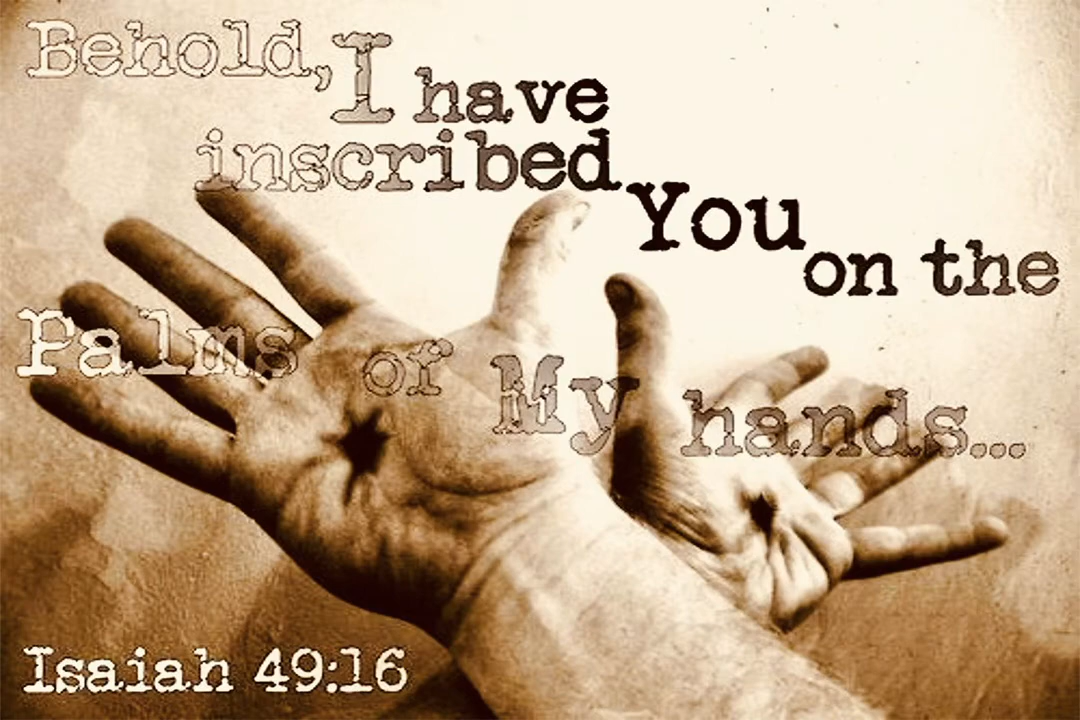 Behold, I have
inscribed You
on the
Palms of My hands...
Isaiah 49:16